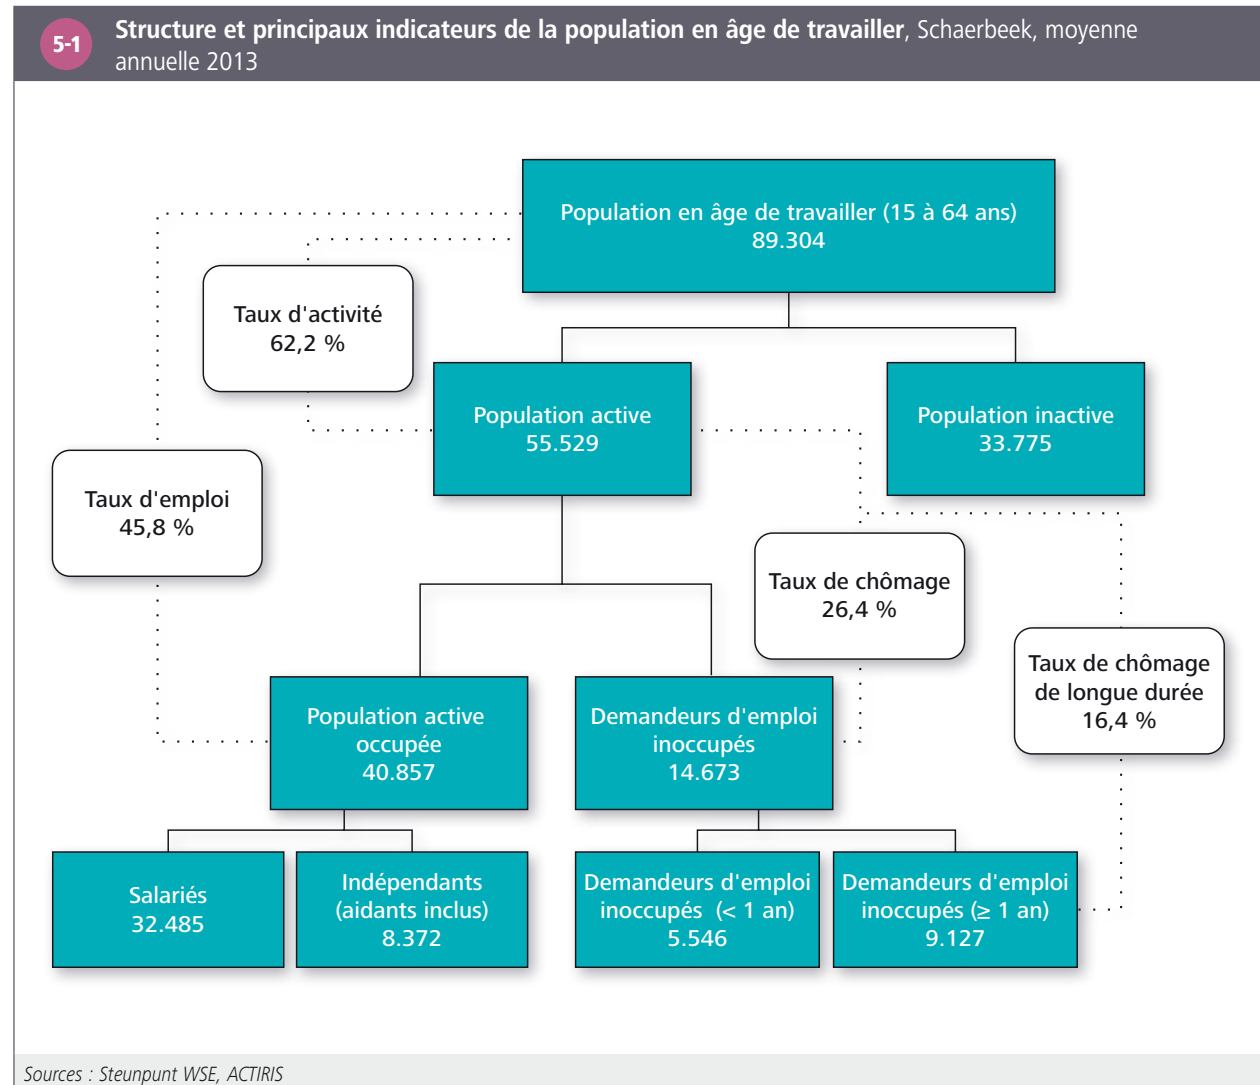 5-1
Structure et principaux indicateurs de la population en âge de travailler, Schaerbeek, moyenne
annuelle 2013
Population en âge de travailler (15 à 64 ans)
89.304
Taux d'activité
62,2 %
Population active
55.529
Population inactive
33.775
Taux d'emploi
45,8 %
Taux de chômage
26,4 %
Taux de chômage
de longue durée
16,4 %
Population active
occupée
40.857
Demandeurs d'emploi
inoccupés
14.673
Salariés
32.485
Indépendants
(aidants inclus)
8.372
Demandeurs d'emploi
inoccupés (< 1 an)
5.546
Demandeurs d'emploi
inoccupés (≥ 1 an)
9.127
Sources : Steunpunt WSE, ACTIRIS